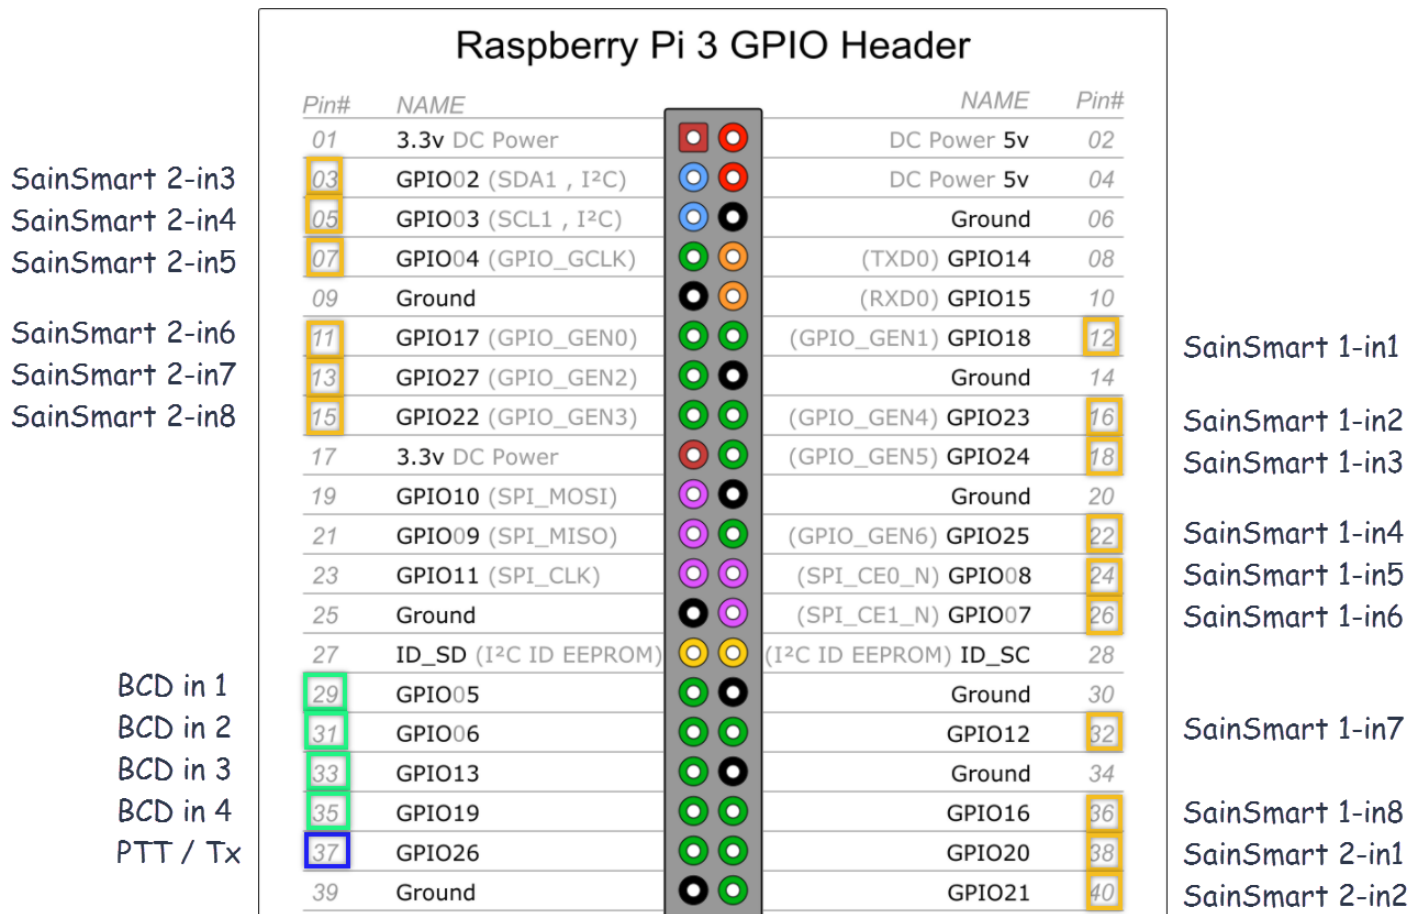 Raspberry Pi 3 GPIO Header
Pin# NAME NAME Pin#
01 3.3v DC Power DC Power 5v 02
SainSmart 2-in3 03 GPIO02 (SDA1 , I²C) DC Power 5v 04
SainSmart 2-in4 05 GPIO03 (SCL1 , I²C) Ground 06
SainSmart 2-in5 07 GPIO04 (GPIO_GCLK) (TXD0) GPIO14 08
09 Ground (RXD0) GPIO15 10
SainSmart 2-in6 11 GPIO17 (GPIO_GEN0) (GPIO_GEN1) GPIO18 12 SainSmart 1-in1
SainSmart 2-in7 13 GPIO27 (GPIO_GEN2) Ground 14
SainSmart 2-in8 15 GPIO22 (GPIO_GEN3) (GPIO_GEN4) GPIO23 16 SainSmart 1-in2
17 3.3v DC Power (GPIO_GEN5) GPIO24 18 SainSmart 1-in3
19 GPIO10 (SPI_MOSI) Ground 20
21 GPIO09 (SPI_MISO) (GPIO_GEN6) GPIO25 22 SainSmart 1-in4
23 GPIO11 (SPI_CLK) (SPI_CE0_N) GPIO08 24 SainSmart 1-in5
25 Ground (SPI_CE1_N) GPIO07 26 SainSmart 1-in6
27 ID_SD (I²C ID EEPROM) (I²C ID EEPROM) ID_SC 28
BCD in 1 29 GPIO05 Ground 30
BCD in 2 31 GPIO06 GPIO12 32 SainSmart 1-in7
BCD in 3 33 GPIO13 Ground 34
BCD in 4 35 GPIO19 GPIO16 36 SainSmart 1-in8
PTT / Tx 37 GPIO26 GPIO20 38 SainSmart 2-in1
39 Ground GPIO21 40 SainSmart 2-in2